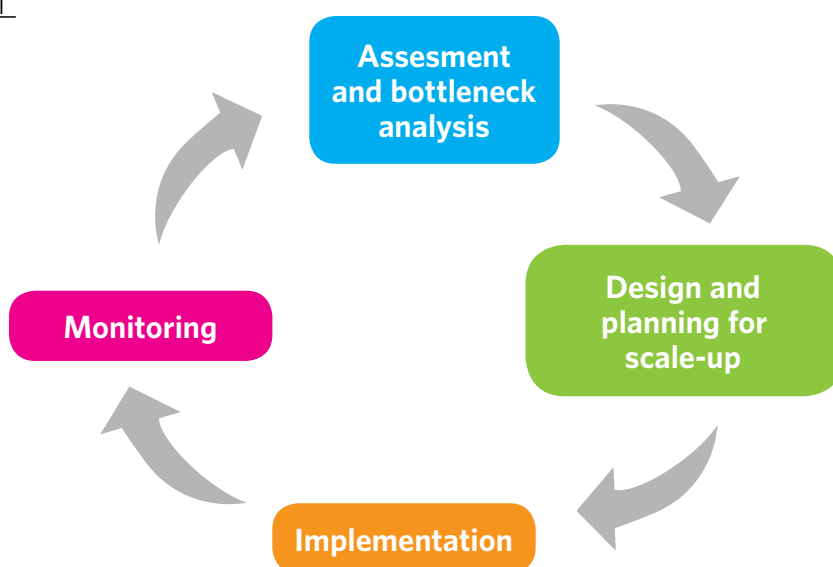 Assesment
and bottleneck
analysis
Design and
planning for
scale-up
Monitoring
Implementation